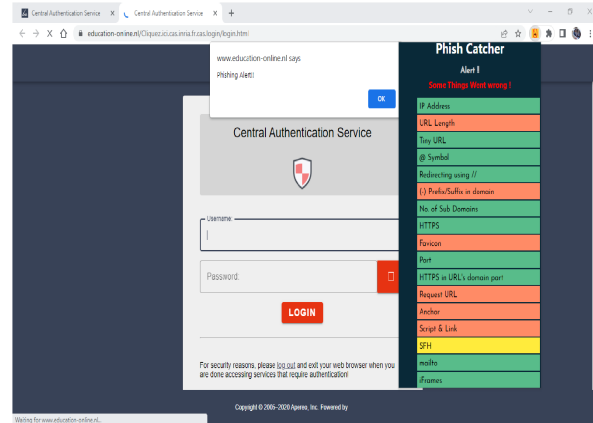 Central Authentication Service X
Central Authentication Service X +
education-onine.nl/Cliquez.ici.cas.inria.fr.cas.login/login.html
www.education-online.nl says
Phishing Alert!!
OK
Phish Catcher
Alert !!
Some Things Went wrong !
IP Address
URL Length
Tiny URL
@ Symbol
Redirecting using //
(-) Prefix/Suffix in domain
No. of Sub Domains
HTTPS
Favicon
Port
HTTPS in URL's domain part
Request URL
Anchor
Script & Link
SFH
mailto
iFrames
Central Authentication Service
Username:
Password:
LOGIN
For security reasons, please log out and exit your web browser when you
are done accessing services that require authentication!
Copyright © 2005–2020 Apereo, Inc. Powered by
Waiting for www.education-online.nl...